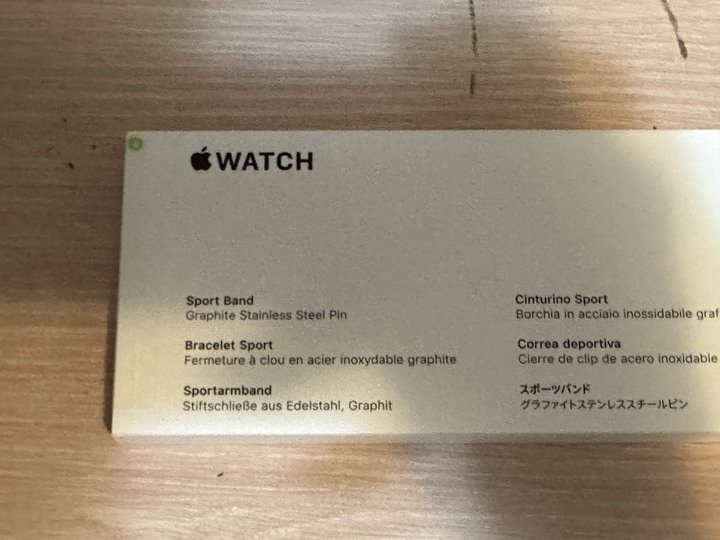 WATCH
Sport Band
Graphite Stainless Steel Pin
Bracelet Sport
Fermeture à clou en acier inoxydable graphite
Sportarmband
Stiftschließe aus Edelstahl, Graphit
Cinturino Sport
Borchia in acciaio inossidabile graf
Correa deportiva
Cierre de clip de acero inoxidable
スポーツバンド
グラファイトステンレススチールピン